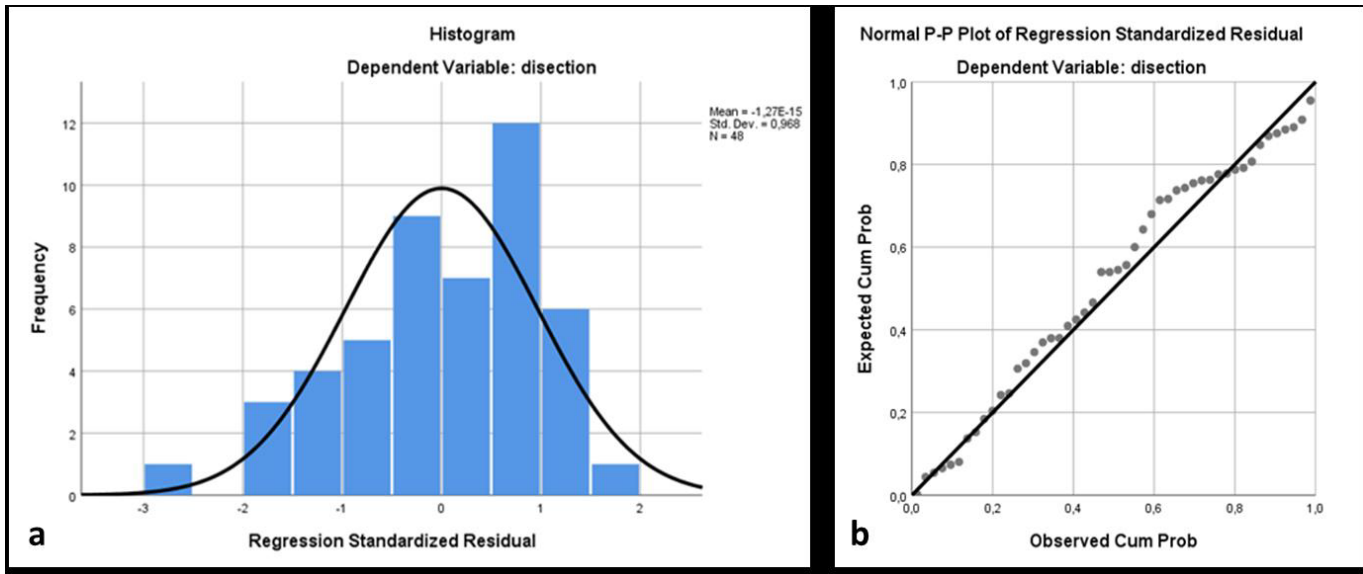 Histogram
Dependent Variable: disection
Mean = -1,27E-15
Std. Dev. = 0,968
N = 48
Frequency
12
10
8
6
4
2
0
-3
-2
-1
0
1
2
Regression Standardized Residual
a
Normal P-P Plot of Regression Standardized Residual
Dependent Variable: disection
Expected Cum Prob
1,0
0,8
0,6
0,4
0,2
0,0
0,0
0,2
0,4
0,6
0,8
1,0
Observed Cum Prob
b